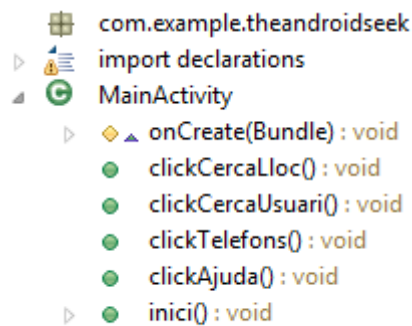 com.example.theandroidseek
import declarations
MainActivity
onCreate(Bundle) : void
clickCercaLloc() : void
clickCercaUsuari() : void
clickTelefons() : void
clickAjuda() : void
inici() : void